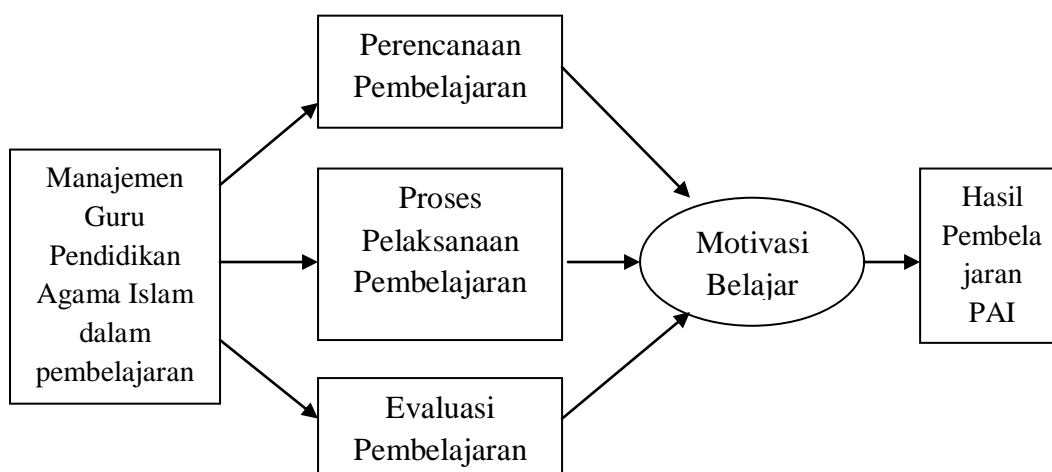 Manajemen
Guru
Pendidikan
Agama Islam
dalam
pembelajaran
Perencanaan
Pembelajaran
Proses
Pelaksanaan
Pembelajaran
Evaluasi
Pembelajaran
Motivasi
Belajar
Hasil
Pembela
jaran
PAI